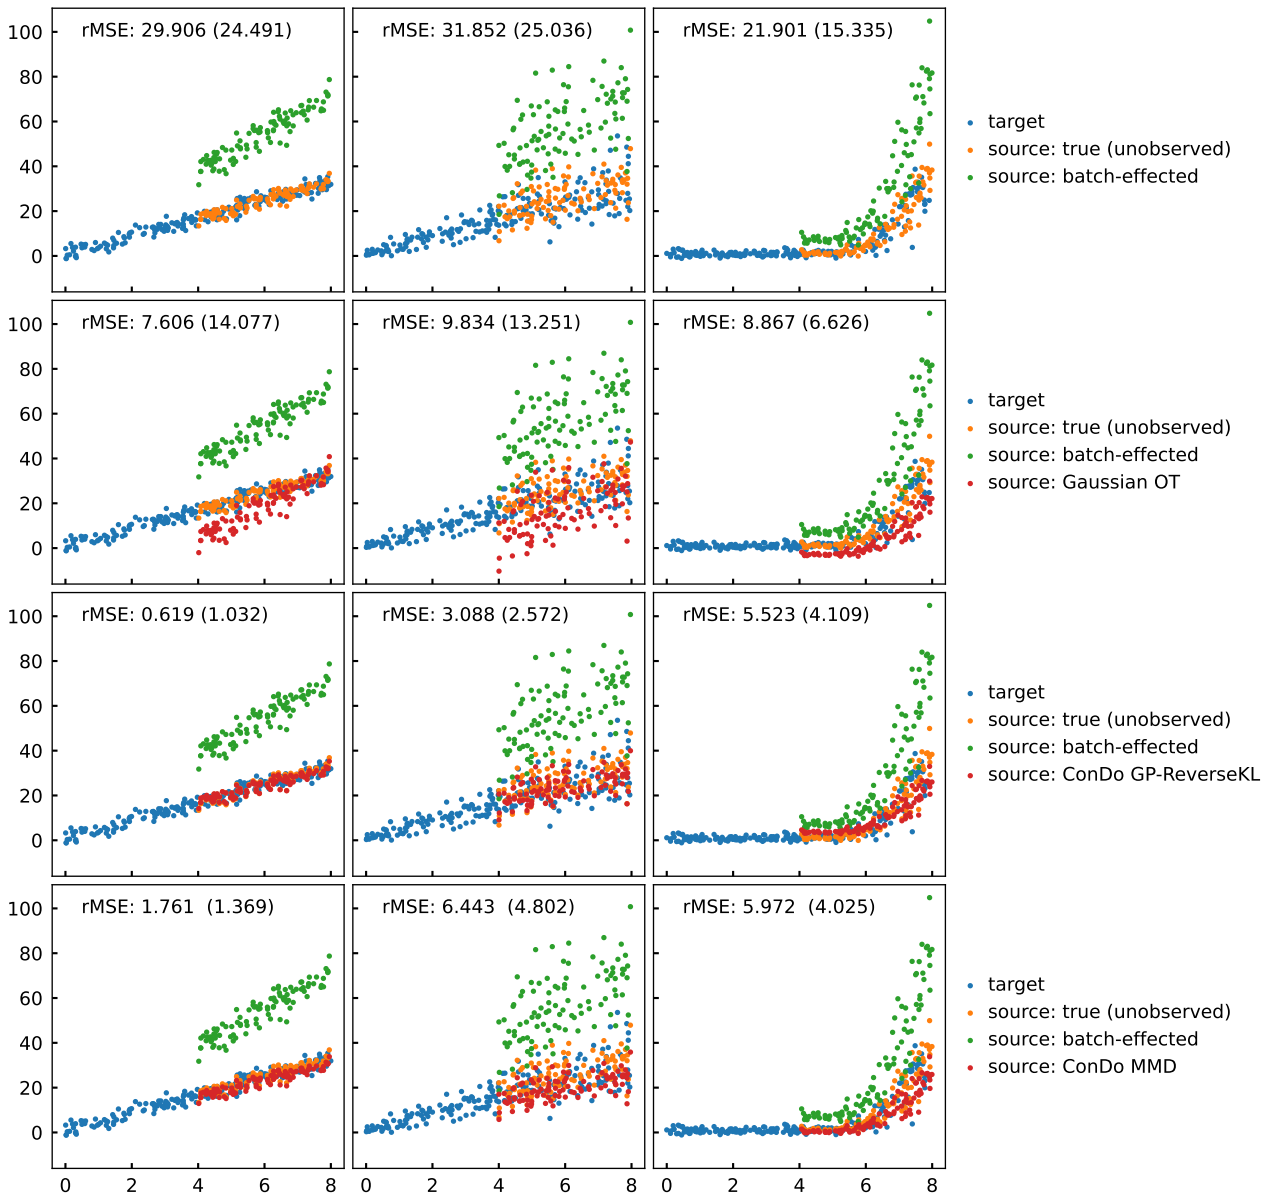 rMSE: 29.906 (24.491) rMSE: 31.852 (25.036) rMSE: 21.901 (15.335)
100
80
60
40
20
0
target
source: true (unobserved)
source: batch-effected
rMSE: 7.606 (14.077) rMSE: 9.834 (13.251) rMSE: 8.867 (6.626)
100
80
60
40
20
0
target
source: true (unobserved)
source: batch-effected
source: Gaussian OT
rMSE: 0.619 (1.032) rMSE: 3.088 (2.572) rMSE: 5.523 (4.109)
100
80
60
40
20
0
target
source: true (unobserved)
source: batch-effected
source: ConDo GP-ReverseKL
rMSE: 1.761  (1.369) rMSE: 6.443  (4.802) rMSE: 5.972  (4.025)
100
80
60
40
20
0
target
source: true (unobserved)
source: batch-effected
source: ConDo MMD
0 2 4 6 8 0 2 4 6 8 0 2 4 6 8